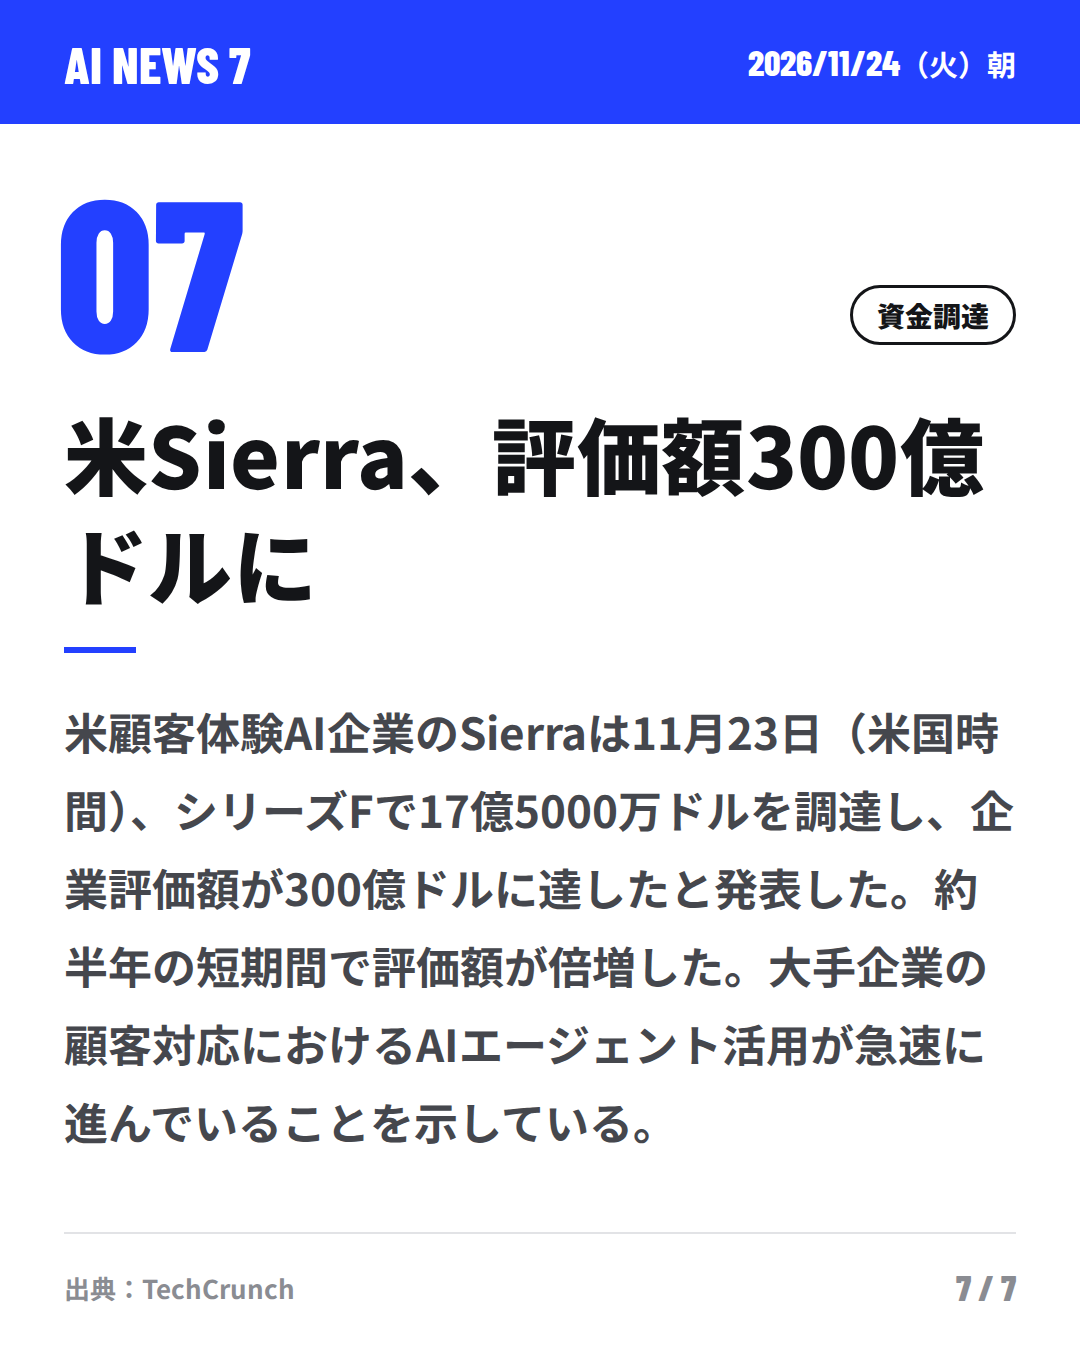 AI NEWS 7
2026/11/24（火）朝
07
資金調達
米Sierra、評価額300億
ドルに
米顧客体験AI企業のSierraは11月23日（米国時
間）、シリーズFで17億5000万ドルを調達し、企
業評価額が300億ドルに達したと発表した。約
半年の短期間で評価額が倍増した。大手企業の
顧客対応におけるAIエージェント活用が急速に
進んでいることを示している。
出典：TechCrunch
7 / 7